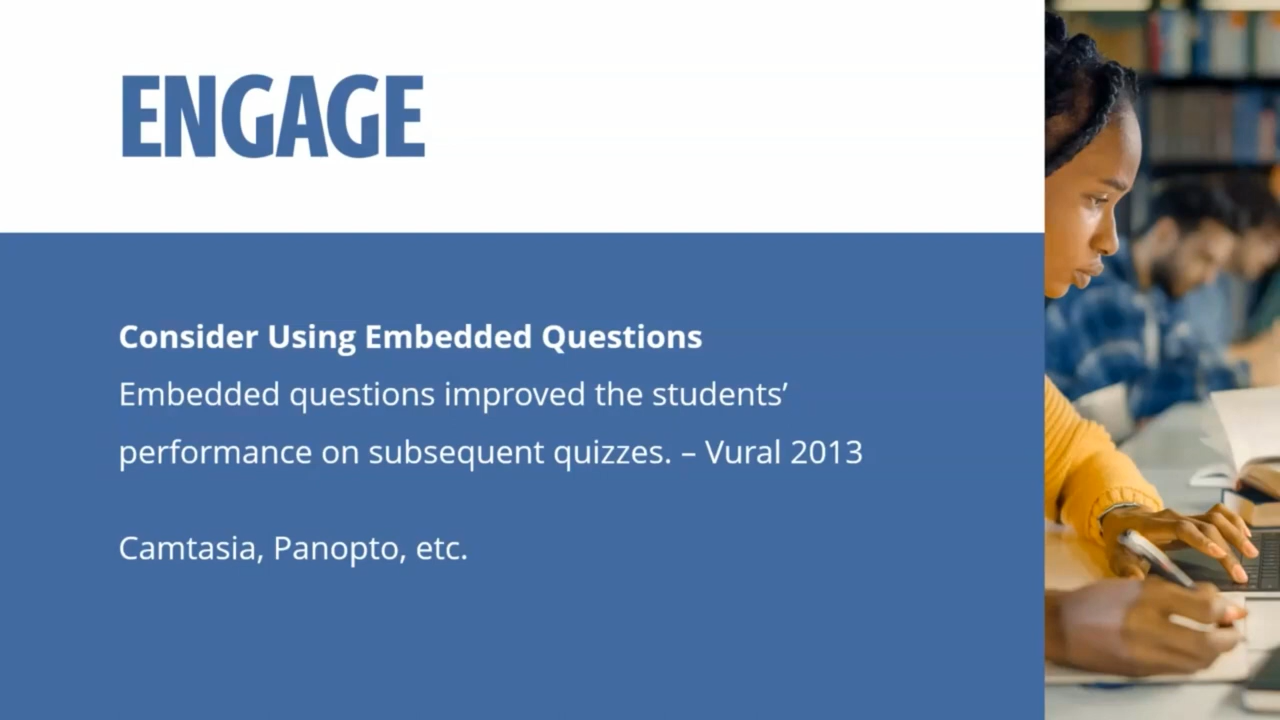 ENGAGE
Consider Using Embedded Questions
Embedded questions improved the students’
performance on subsequent quizzes. – Vural 2013
Camtasia, Panopto, etc.